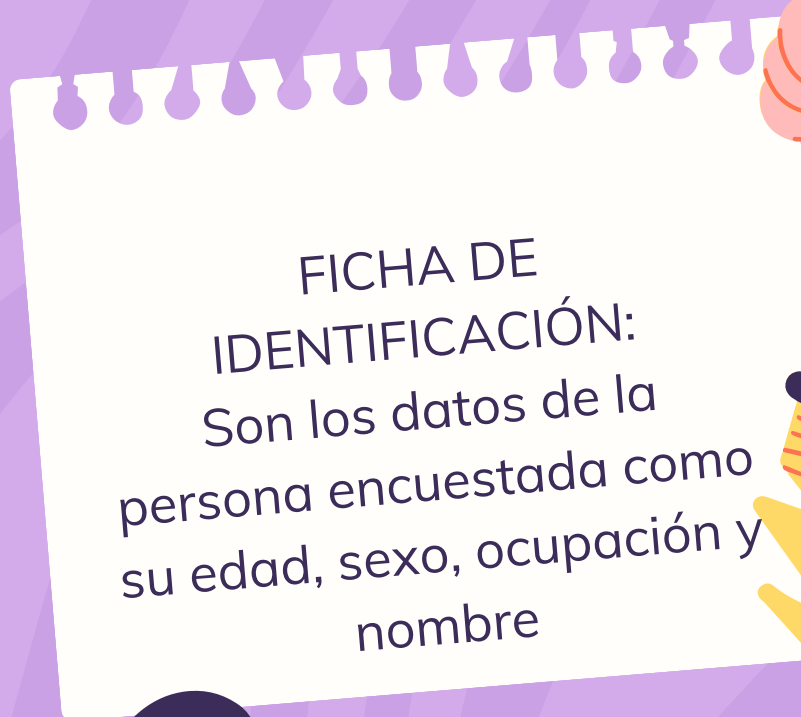 FICHA DE
IDENTIFICACIÓN:
Son los datos de la
persona encuestada como
su edad, sexo, ocupación y
nombre